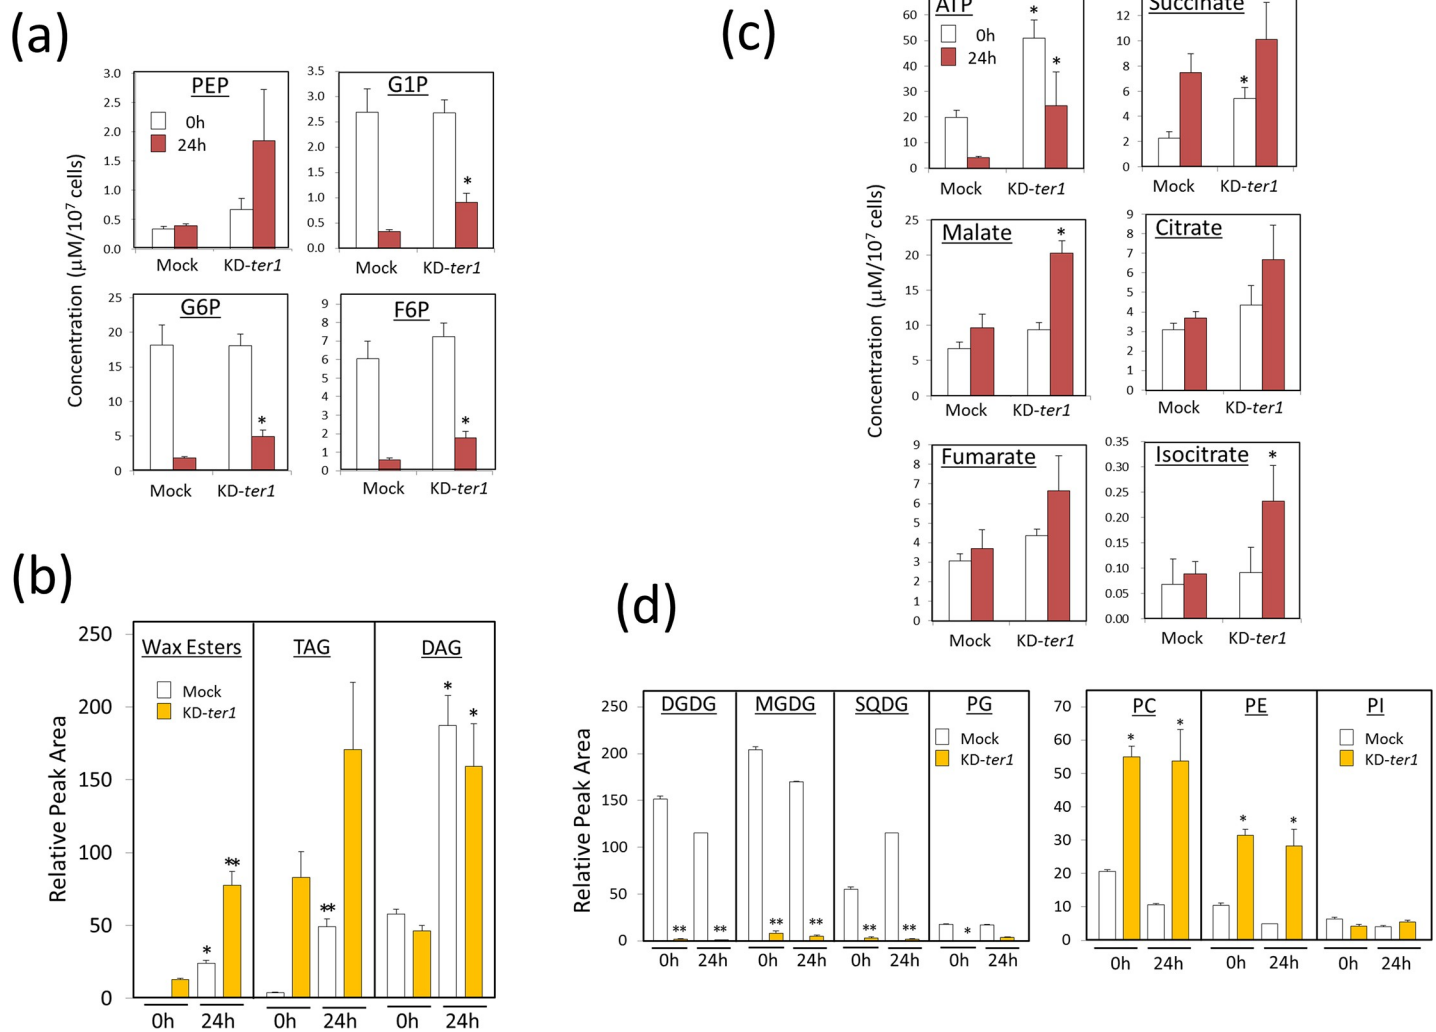 (a)
Concentration (μM/10⁷ cells)
PEP
0h
24h
3.0
2.5
2.0
1.5
1.0
0.5
0.0
Mock KD-ter1
G1P
3.5
3.0
2.5
2.0
1.5
1.0
0.5
0.0
*
Mock KD-ter1
G6P
25
20
15
10
5
0
*
Mock KD-ter1
F6P
9
8
7
6
5
4
3
2
1
0
*
Mock KD-ter1
(b)
Relative Peak Area
250
200
150
100
50
0
Wax Esters TAG DAG
Mock
KD-ter1
* ** ** * *
0h 24h 0h 24h 0h 24h
(c)
Concentration (μM/10⁷ cells)
ATP
0h
24h
60
50
40
30
20
10
0
* *
Mock KD-ter1
Succinate
12
10
8
6
4
2
0
*
Mock KD-ter1
Malate
25
20
15
10
5
0
*
Mock KD-ter1
Citrate
9
8
7
6
5
4
3
2
1
0
Mock KD-ter1
Fumarate
9
8
7
6
5
4
3
2
1
0
Mock KD-ter1
Isocitrate
0.35
0.30
0.25
0.20
0.15
0.10
0.05
0.00
*
Mock KD-ter1
(d)
Relative Peak Area
250
200
150
100
50
0
DGDG MGDG SQDG PG
Mock
KD-ter1
** ** ** ** ** ** *
0h 24h 0h 24h 0h 24h 0h 24h
70
60
50
40
30
20
10
0
PC PE PI
Mock
KD-ter1
* * * *
0h 24h 0h 24h 0h 24h